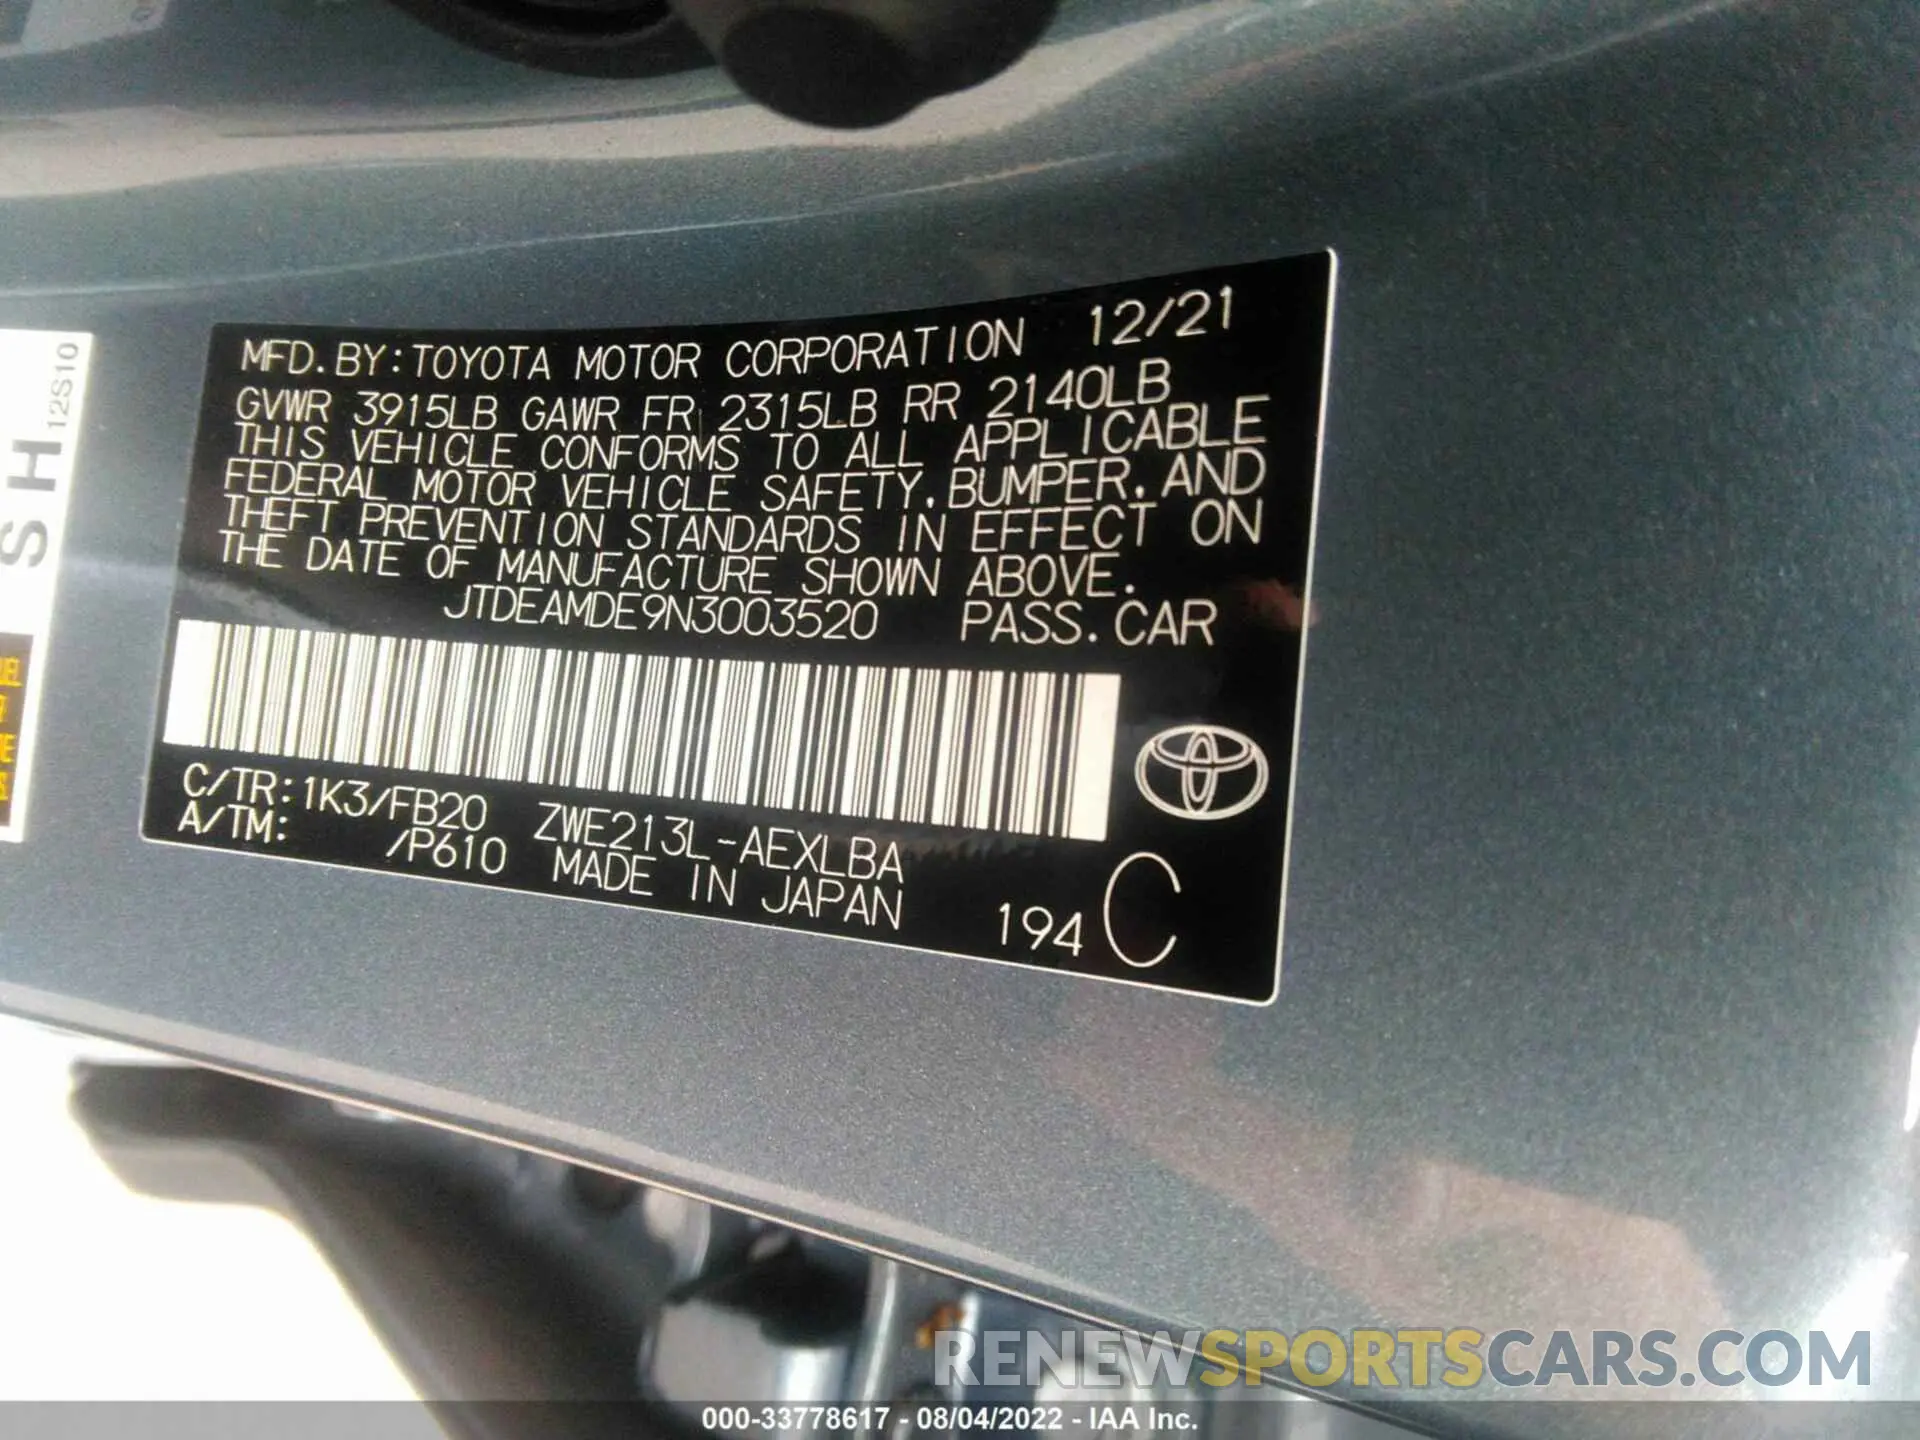 12S10
SH
MFD.BY:TOYOTA MOTOR CORPORATION 12/21
GVWR 3915LB GAWR FR 2315LB RR 2140LB
THIS VEHICLE CONFORMS TO ALL APPLICABLE
FEDERAL MOTOR VEHICLE SAFETY, BUMPER, AND
THEFT PREVENTION STANDARDS IN EFFECT ON
THE DATE OF MANUFACTURE SHOWN ABOVE.
JTDEAMDE9N3003520 PASS.CAR
C/TR:1K3/FB20 ZWE213L-AEXLBA
A/TM: /P610 MADE IN JAPAN 194 C
RENEWSPORTSCARS.COM
000-33778617 - 08/04/2022 - IAA Inc.